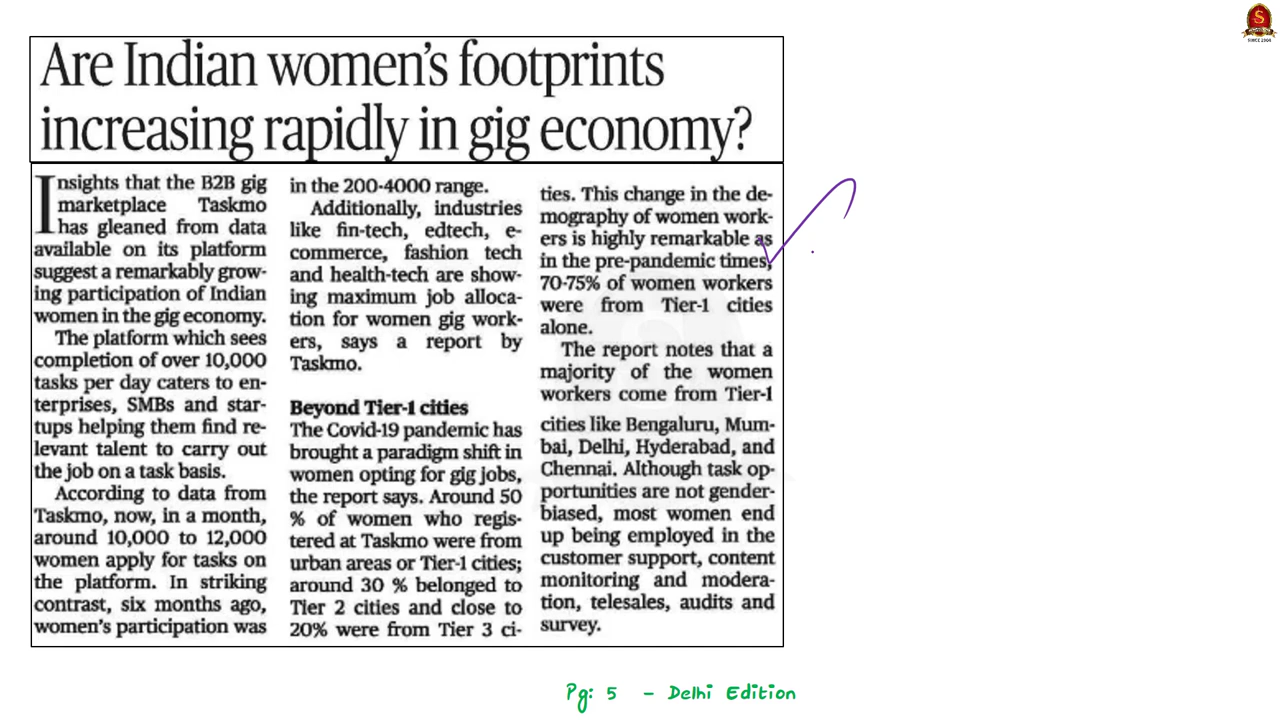 Are Indian women's footprints
increasing rapidly in gig economy?
Insights that the B2B gig
marketplace Taskmo
has gleaned from data
available on its platform
suggest a remarkably grow-
ing participation of Indian
women in the gig economy.
The platform which sees
completion of over 10,000
tasks per day caters to en-
terprises, SMBs and star-
tups helping them find re-
levant talent to carry out
the job on a task basis.
According to data from
Taskmo, now, in a month,
around 10,000 to 12,000
women apply for tasks on
the platform. In striking
contrast, six months ago,
women's participation was
in the 200-4000 range.
Additionally, industries
like fin-tech, edtech, e-
commerce, fashion tech
and health-tech are show-
ing maximum job alloca-
tion for women gig work-
ers, says a report by
Taskmo.
Beyond Tier-1 cities
The Covid-19 pandemic has
brought a paradigm shift in
women opting for gig jobs,
the report says. Around 50
% of women who regis-
tered at Taskmo were from
urban areas or Tier-1 cities;
around 30 % belonged to
Tier 2 cities and close to
20% were from Tier 3 ci-
ties. This change in the de-
mography of women work-
ers is highly remarkable as
in the pre-pandemic times,
70-75% of women workers
were from Tier-1 cities
alone.
The report notes that a
majority of the women
workers come from Tier-1
cities like Bengaluru, Mum-
bai, Delhi, Hyderabad, and
Chennai. Although task op-
portunities are not gender-
biased, most women end
up being employed in the
customer support, content
monitoring and modera-
tion, telesales, audits and
survey.
Pg: 5 - Delhi Edition
S
SINCE 2004